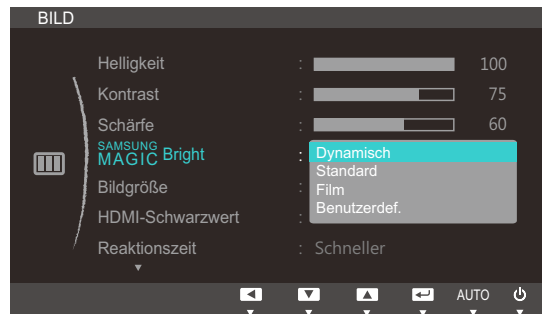 BILD
Helligkeit : 100
Kontrast : 75
Schärfe : 60
SAMSUNG MAGIC Bright : Dynamisch
Standard
Bildgröße : Film
Benutzerdef.
HDMI-Schwarzwert :
Reaktionszeit : Schneller
AUTO